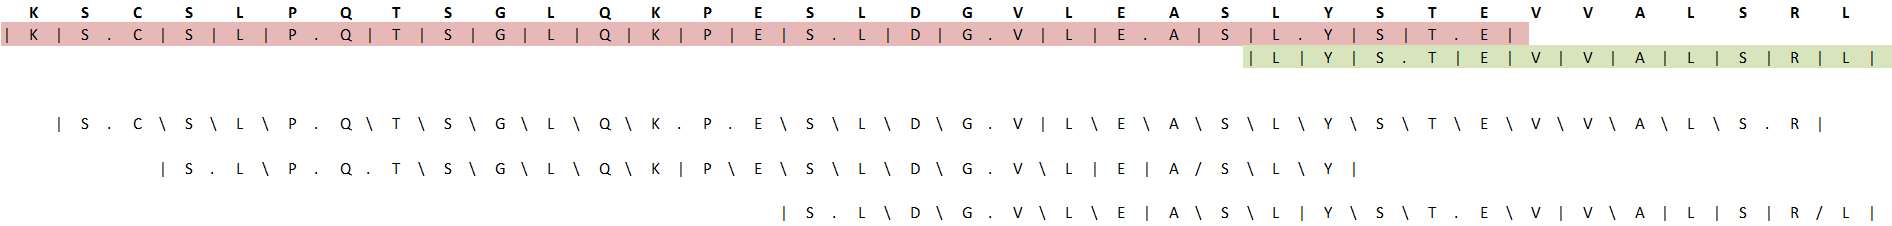 K S C S L P Q T S G L Q K P E S L D G V L E A S L Y S T E V V A L S R L
| K | S . C | S | L | P . Q | T | S | G | L | Q | K | P | E | S . L | D | G . V | L | E . A | S | L . Y | S | T . E |
| L | Y | S . T | E | V | V | A | L | S | R | L |
| S . C \ S \ L \ P . Q \ T \ S \ G \ L \ Q \ K . P . E \ S \ L \ D \ G . V | L \ E \ A \ S \ L \ Y \ S \ T \ E \ V \ V \ A \ L \ S . R |
| S . L \ P . Q . T \ S \ G \ L \ Q \ K | P \ E \ S \ L \ D \ G . V \ L | E | A / S \ L \ Y |
| S . L \ D \ G . V \ L \ E | A \ S \ L | Y \ S \ T . E \ V | V \ A | L | S | R / L |